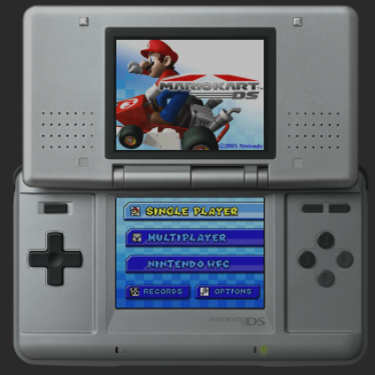 MARIOKART
DS
©2005 Nintendo
SINGLE PLAYER
MULTIPLAYER
NINTENDO WFC
RECORDS
OPTIONS
NINTENDO DS